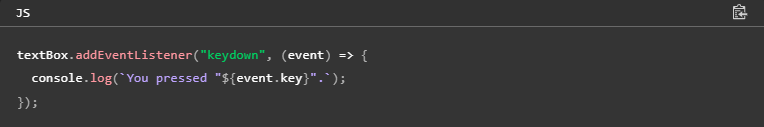 JS
textBox.addEventListener("keydown", (event) => {
  console.log(`You pressed "${event.key}".`);
});